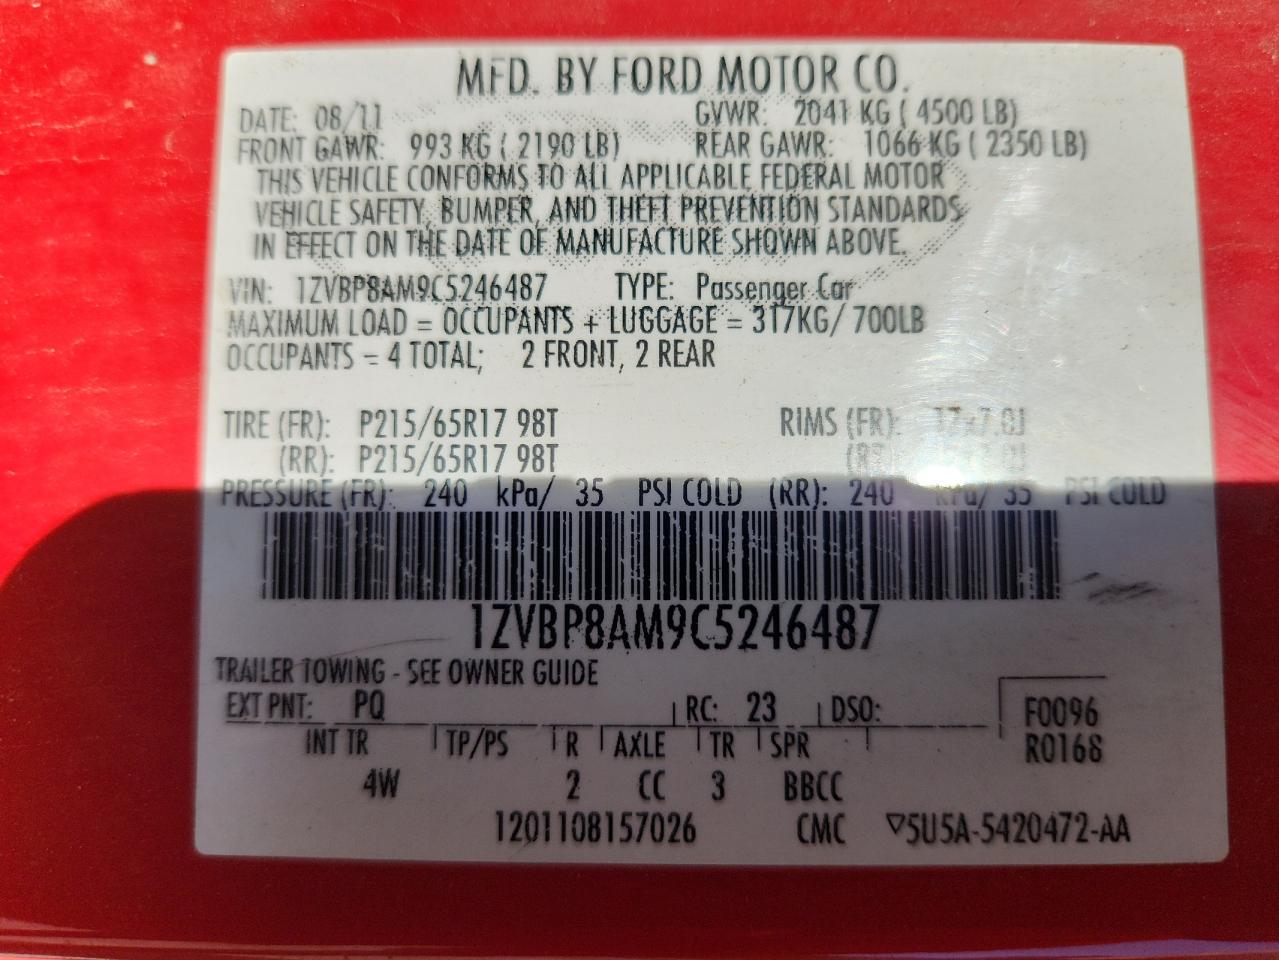 MFD. BY FORD MOTOR CO.
DATE: 08/11 GVWR: 2041 KG ( 4500 LB)
FRONT GAWR: 993 KG ( 2190 LB) REAR GAWR: 1066 KG ( 2350 LB)
THIS VEHICLE CONFORMS TO ALL APPLICABLE FEDERAL MOTOR
VEHICLE SAFETY, BUMPER, AND THEFT PREVENTION STANDARDS
IN EFFECT ON THE DATE OF MANUFACTURE SHOWN ABOVE.
VIN: 1ZVBP8AM9C5246487 TYPE: Passenger Car
MAXIMUM LOAD = OCCUPANTS + LUGGAGE = 317KG/ 700LB
OCCUPANTS = 4 TOTAL; 2 FRONT, 2 REAR
TIRE (FR): P215/65R17 98T RIMS (FR): 17x7.0J
(RR): P215/65R17 98T (RR):
PRESSURE (FR): 240 kPa/ 35 PSI COLD (RR): 240 kPa/ 35 PSI COLD
1ZVBP8AM9C5246487
TRAILER TOWING - SEE OWNER GUIDE
EXT PNT: PQ RC: 23 DSO: F0096
INT TR TP/PS R AXLE TR SPR R0168
4W 2 CC 3 BBCC
1201108157026 CMC ▽5U5A-5420472-AA